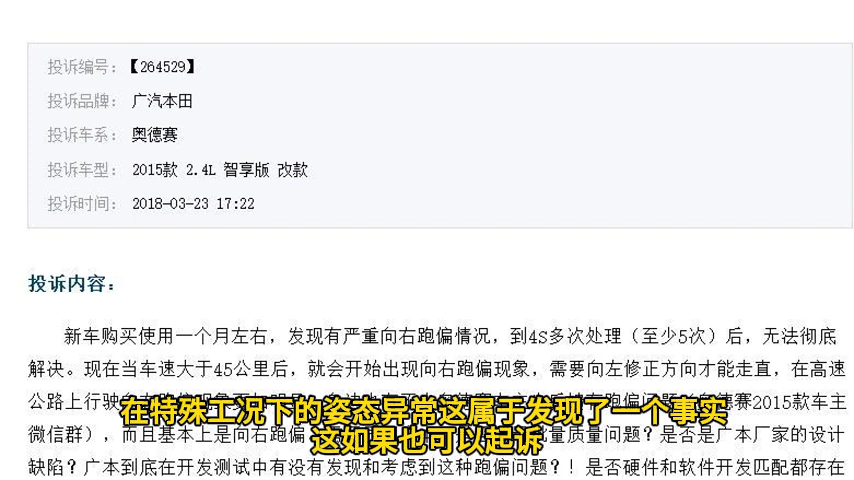 投诉编号：【264529】
投诉品牌： 广汽本田
投诉车系： 奥德赛
投诉车型： 2015款 2.4L 智享版 改款
投诉时间： 2018-03-23 17:22
投诉内容：
新车购买使用一个月左右，发现有严重向右跑偏情况，到4S多次处理（至少5次）后，无法彻底
解决。现在当车速大于45公里后，就会开始出现向右跑偏现象，需要向左修正方向才能走直，在高速
公路上行驶
跑偏问题
德赛2015款车主
在特殊工况下的姿态异常这属于发现了一个事实
微信群），而且基本上是向右跑偏
批量质量问题？是否是广本厂家的设计
这如果也可以起诉
缺陷？广本到底在开发测试中有没有发现和考虑到这种跑偏问题？！是否硬件和软件开发匹配都存在